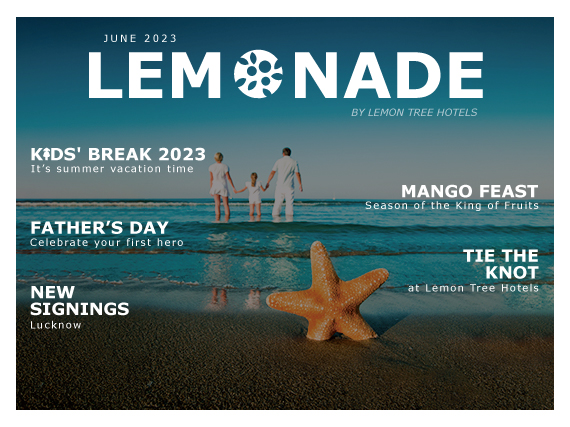 JUNE 2023
LEMONADE
BY LEMON TREE HOTELS
KIDS' BREAK 2023
It's summer vacation time
MANGO FEAST
Season of the King of Fruits
FATHER’S DAY
Celebrate your first hero
TIE THE
KNOT
at Lemon Tree Hotels
NEW
SIGNINGS
Lucknow